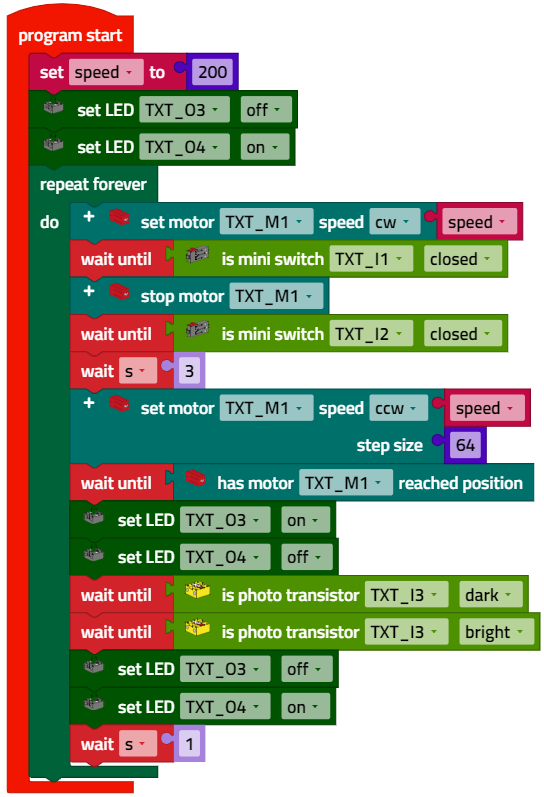 program start
set speed to 200
set LED TXT_O3 off
set LED TXT_O4 on
repeat forever
do + set motor TXT_M1 speed cw speed
wait until is mini switch TXT_I1 closed
+ stop motor TXT_M1
wait until is mini switch TXT_I2 closed
wait s 3
+ set motor TXT_M1 speed ccw speed
step size 64
wait until has motor TXT_M1 reached position
set LED TXT_O3 on
set LED TXT_O4 off
wait until is photo transistor TXT_I3 dark
wait until is photo transistor TXT_I3 bright
set LED TXT_O3 off
set LED TXT_O4 on
wait s 1